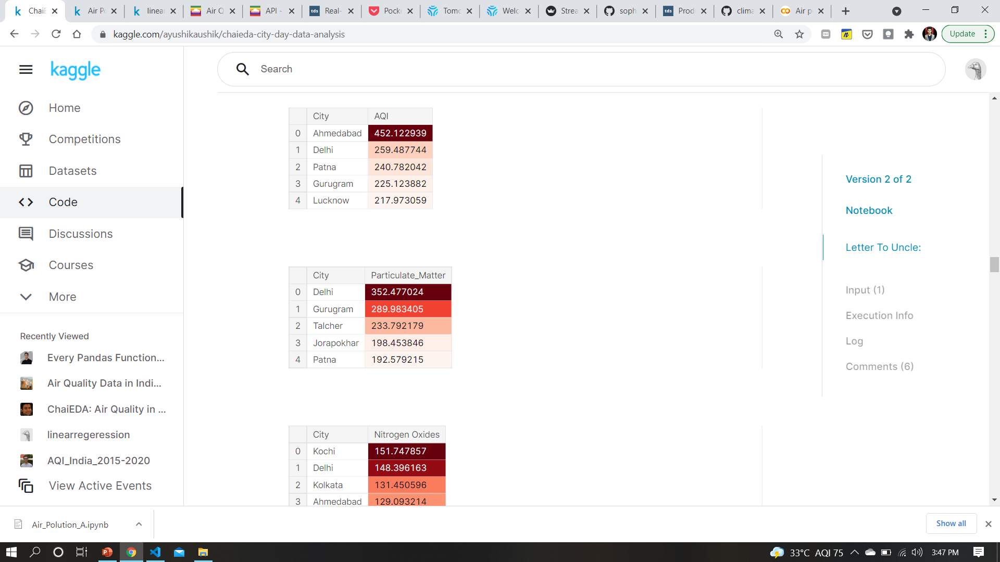 Chai
Air P
linear
Air Q
API -
Real-
Pock
Tomo
Welc
Strea
soph
Prod
clima
Air p
kaggle.com/ayushikaushik/chaieda-city-day-data-analysis
Update
kaggle
Search
Home
Competitions
Datasets
Code
Discussions
Courses
More
Recently Viewed
Every Pandas Function...
Air Quality Data in Indi...
ChaiEDA: Air Quality in ...
linearregeression
AQI_India_2015-2020
View Active Events
City AQI
0 Ahmedabad 452.122939
1 Delhi 259.487744
2 Patna 240.782042
3 Gurugram 225.123882
4 Lucknow 217.973059
City Particulate_Matter
0 Delhi 352.477024
1 Gurugram 289.983405
2 Talcher 233.792179
3 Jorapokhar 198.453846
4 Patna 192.579215
City Nitrogen Oxides
0 Kochi 151.747857
1 Delhi 148.396163
2 Kolkata 131.450596
3 Ahmedabad 129.093214
Version 2 of 2
Notebook
Letter To Uncle:
Input (1)
Execution Info
Log
Comments (6)
Air_Polution_A.ipynb
Show all
33°C AQI 75
3:47 PM